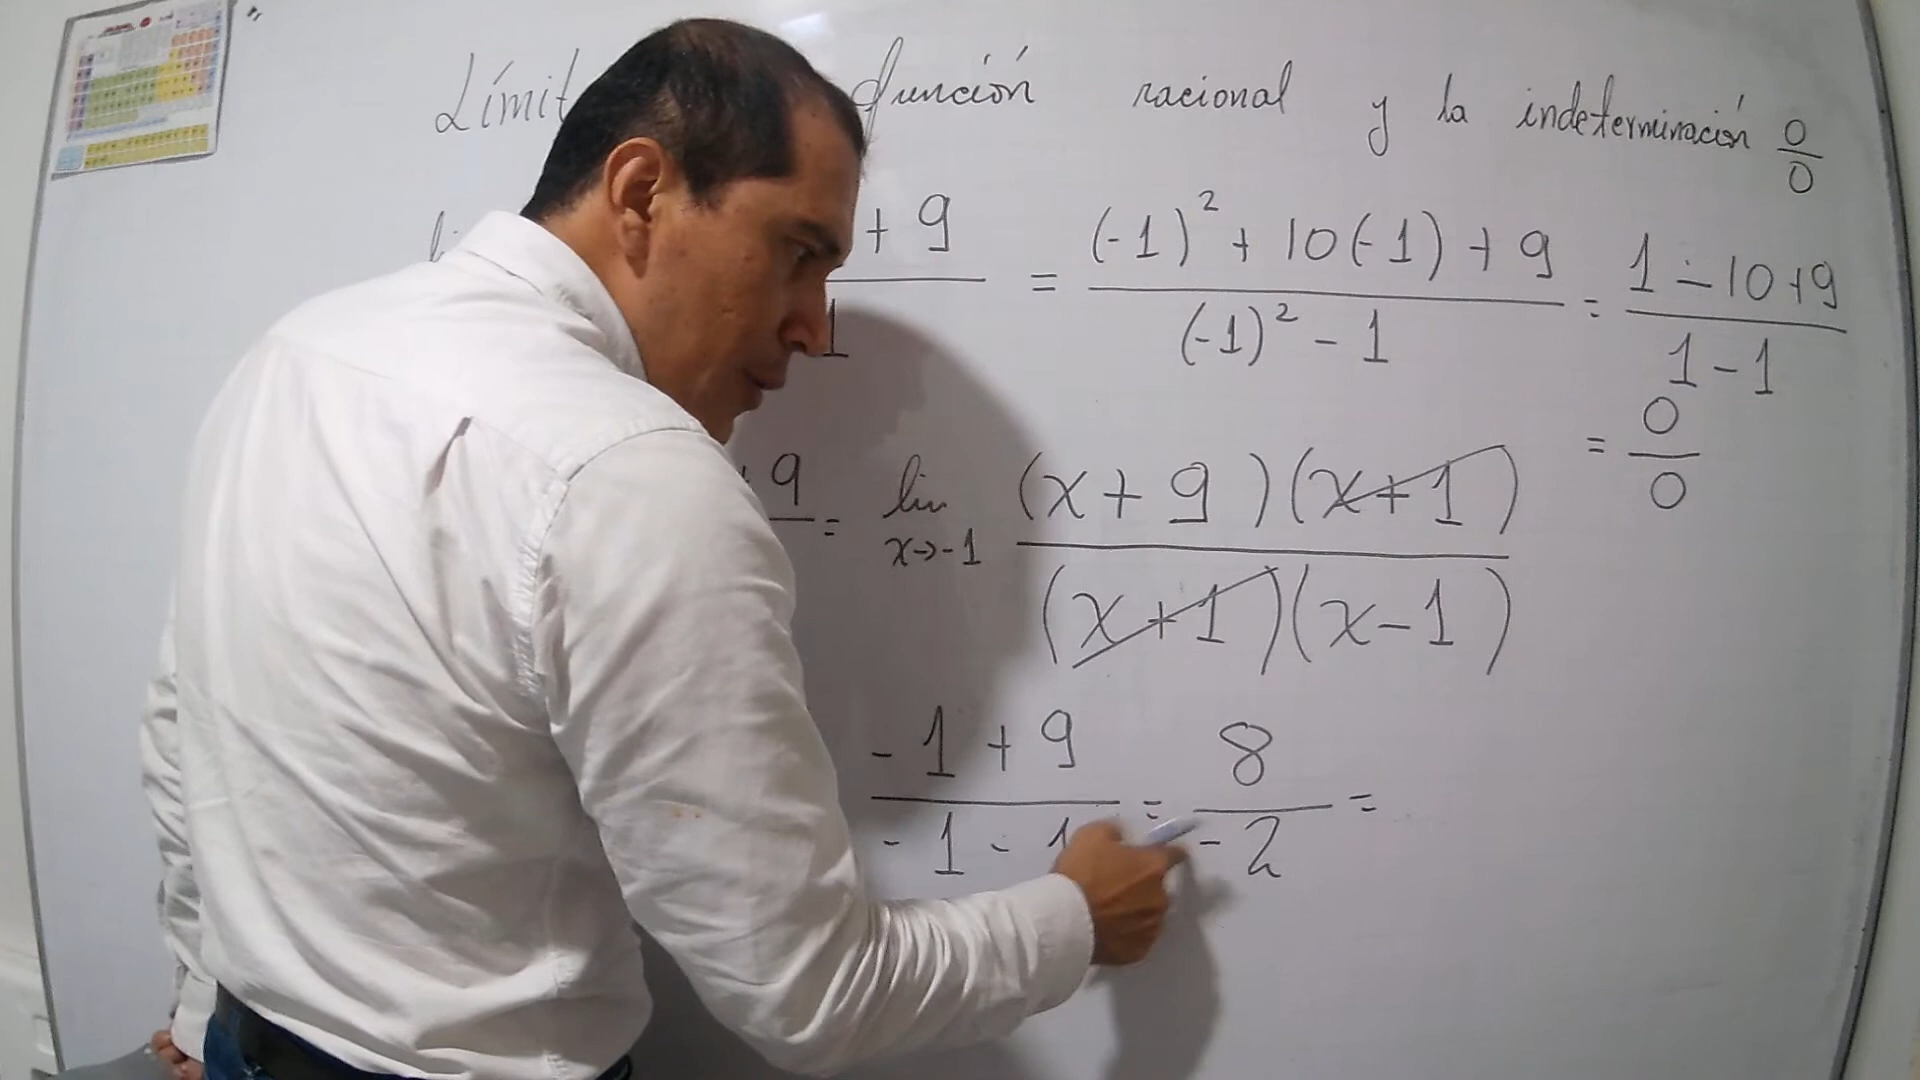 Límit función racional y la indeterminación 0/0
+ 9 / 1 = (-1)² + 10(-1) + 9 / (-1)² - 1 = 1 - 10 + 9 / 1 - 1
= 0/0
+ 9 / = lim x→-1 (x + 9)(x+1) / (x+1)(x-1)
-1 + 9 / -1 - 1 = 8 / -2 =